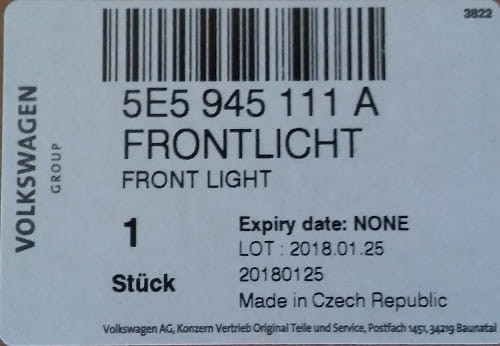 3822
5E5 945 111 A
FRONTLICHT
FRONT LIGHT
VOLKSWAGEN
GROUP
1
Stück
Expiry date: NONE
LOT : 2018.01.25
20180125
Made in Czech Republic
Volkswagen AG, Konzern Vertrieb Original Teile und Service, Postfach 1451, 34219 Baunatal